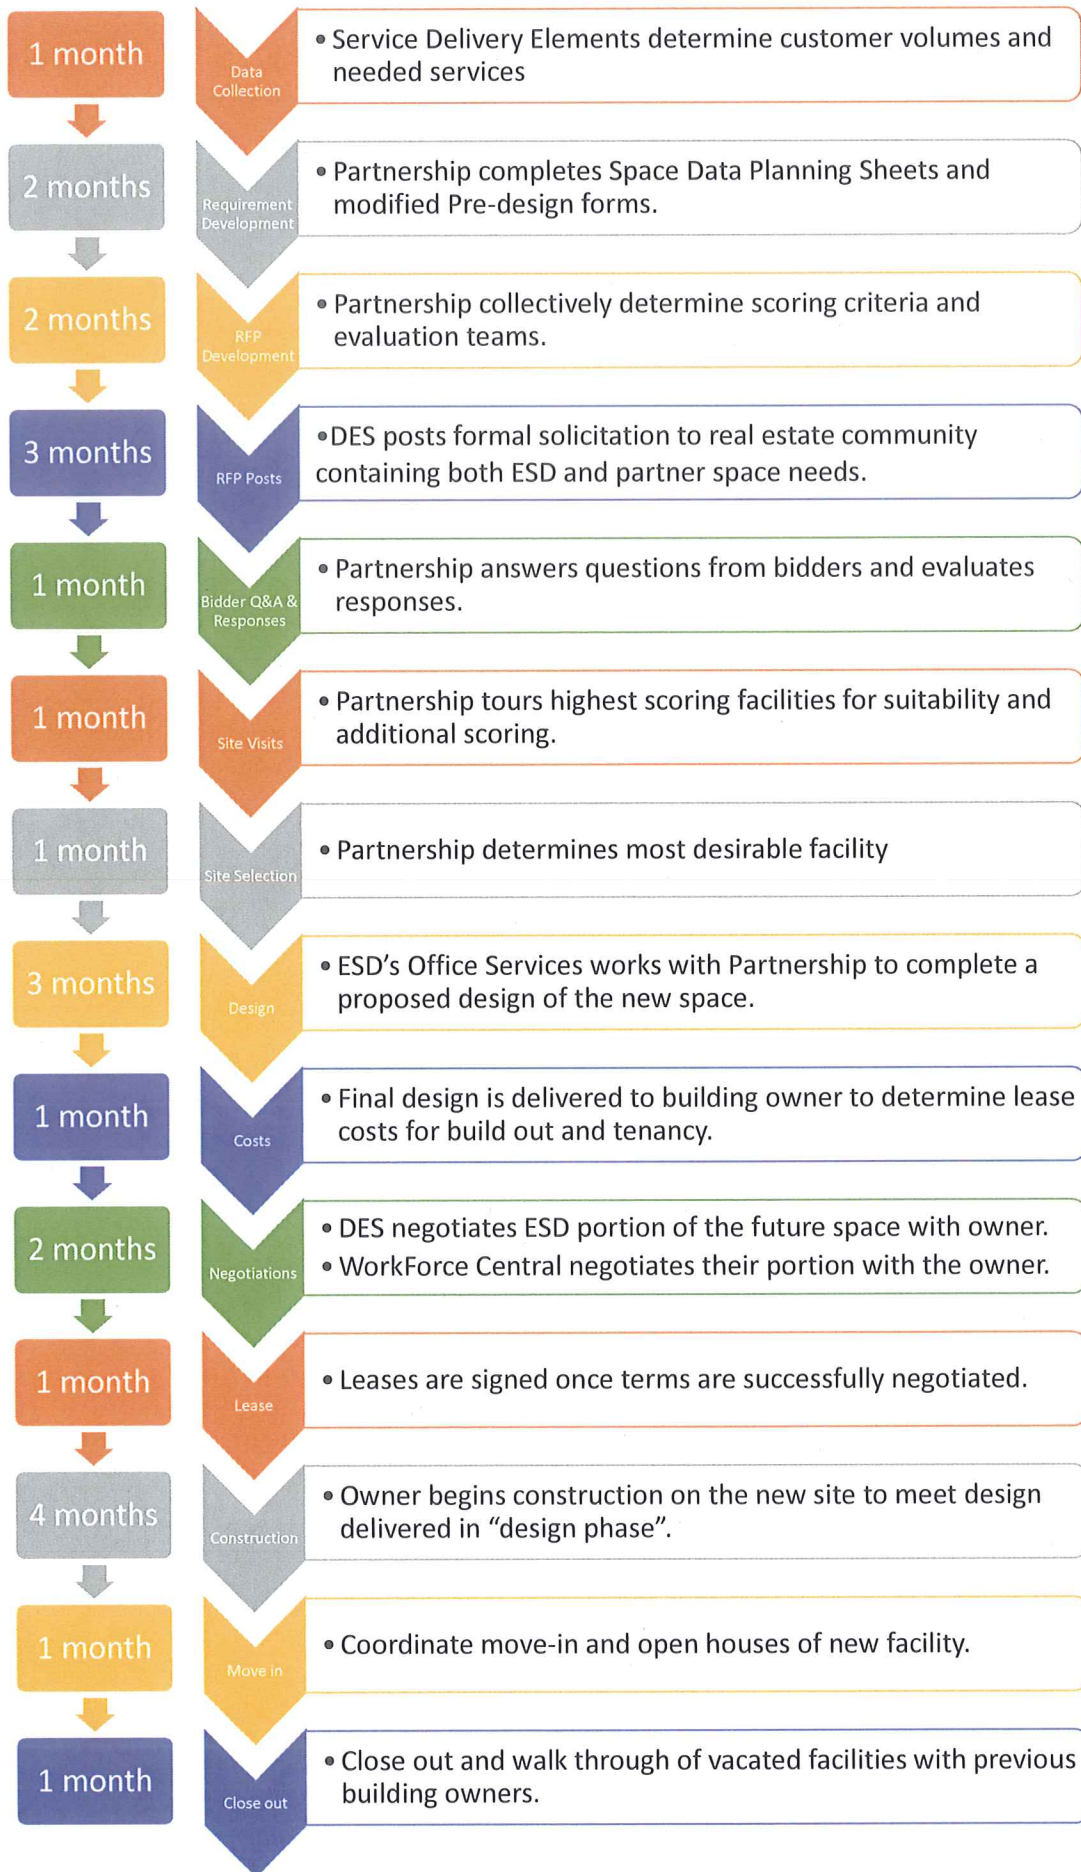 1 month
Data
Collection
• Service Delivery Elements determine customer volumes and
needed services
2 months
Requirement
Development
• Partnership completes Space Data Planning Sheets and
modified Pre-design forms.
2 months
RFP
Development
• Partnership collectively determine scoring criteria and
evaluation teams.
3 months
RFP Posts
•DES posts formal solicitation to real estate community
containing both ESD and partner space needs.
1 month
Bidder Q&A &
Responses
• Partnership answers questions from bidders and evaluates
responses.
1 month
Site Visits
• Partnership tours highest scoring facilities for suitability and
additional scoring.
1 month
Site Selection
• Partnership determines most desirable facility
3 months
Design
• ESD's Office Services works with Partnership to complete a
proposed design of the new space.
1 month
Costs
• Final design is delivered to building owner to determine lease
costs for build out and tenancy.
2 months
Negotiations
• DES negotiates ESD portion of the future space with owner.
• WorkForce Central negotiates their portion with the owner.
1 month
Lease
• Leases are signed once terms are successfully negotiated.
4 months
Construction
• Owner begins construction on the new site to meet design
delivered in “design phase”.
1 month
Move in
• Coordinate move-in and open houses of new facility.
1 month
Close out
• Close out and walk through of vacated facilities with previous
building owners.